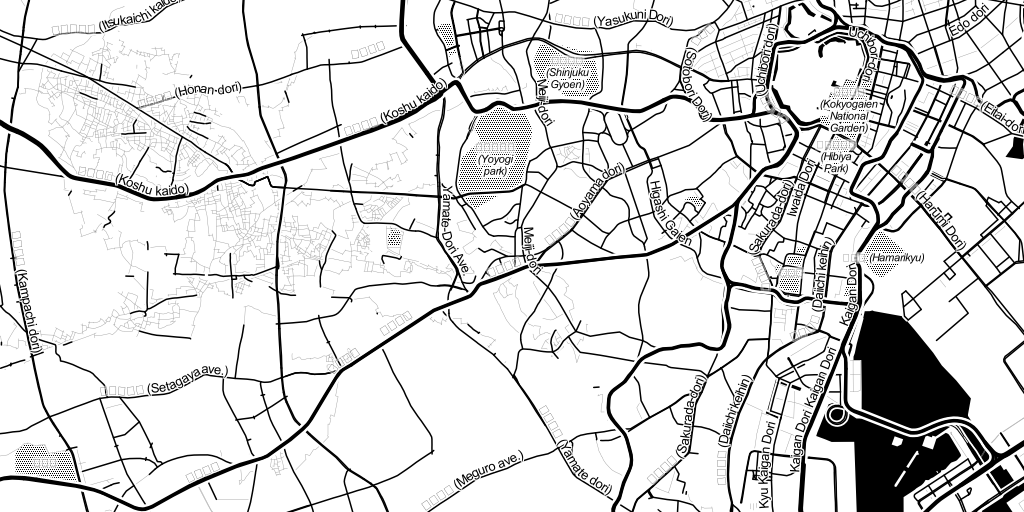 (Itsukaichi kaido)
(Yasukuni Dori)
Edo dori
Uchibori dori
(Uchibori dori)
(Sotobori Dori)
(Shinjuku
Gyoen)
Meiji-dori
(Honan-dori)
(Koshu kaido)
(Kokyogaien
National
Garden)
(Eitai-dori
(Hibiya
Park)
(Yoyogi
park)
(Koshu kaido)
(Aoyama dori)
Higashi Gaien
Iwaida Dori
Sakurada-dori)
(Harumi Dori)
Yamate-Dori Ave.
Meiji-dori
(Hamarikyu)
(Daiichi keihin)
Kaigan Dori
(Kampachi dori)
(Setagaya ave.)
Kaigan Dori
Kaigan Dori
(Sakurada-dori)
(Daiichi keihin)
Kyu Kaigan Dori
(Yamate dori)
(Meguro ave.)